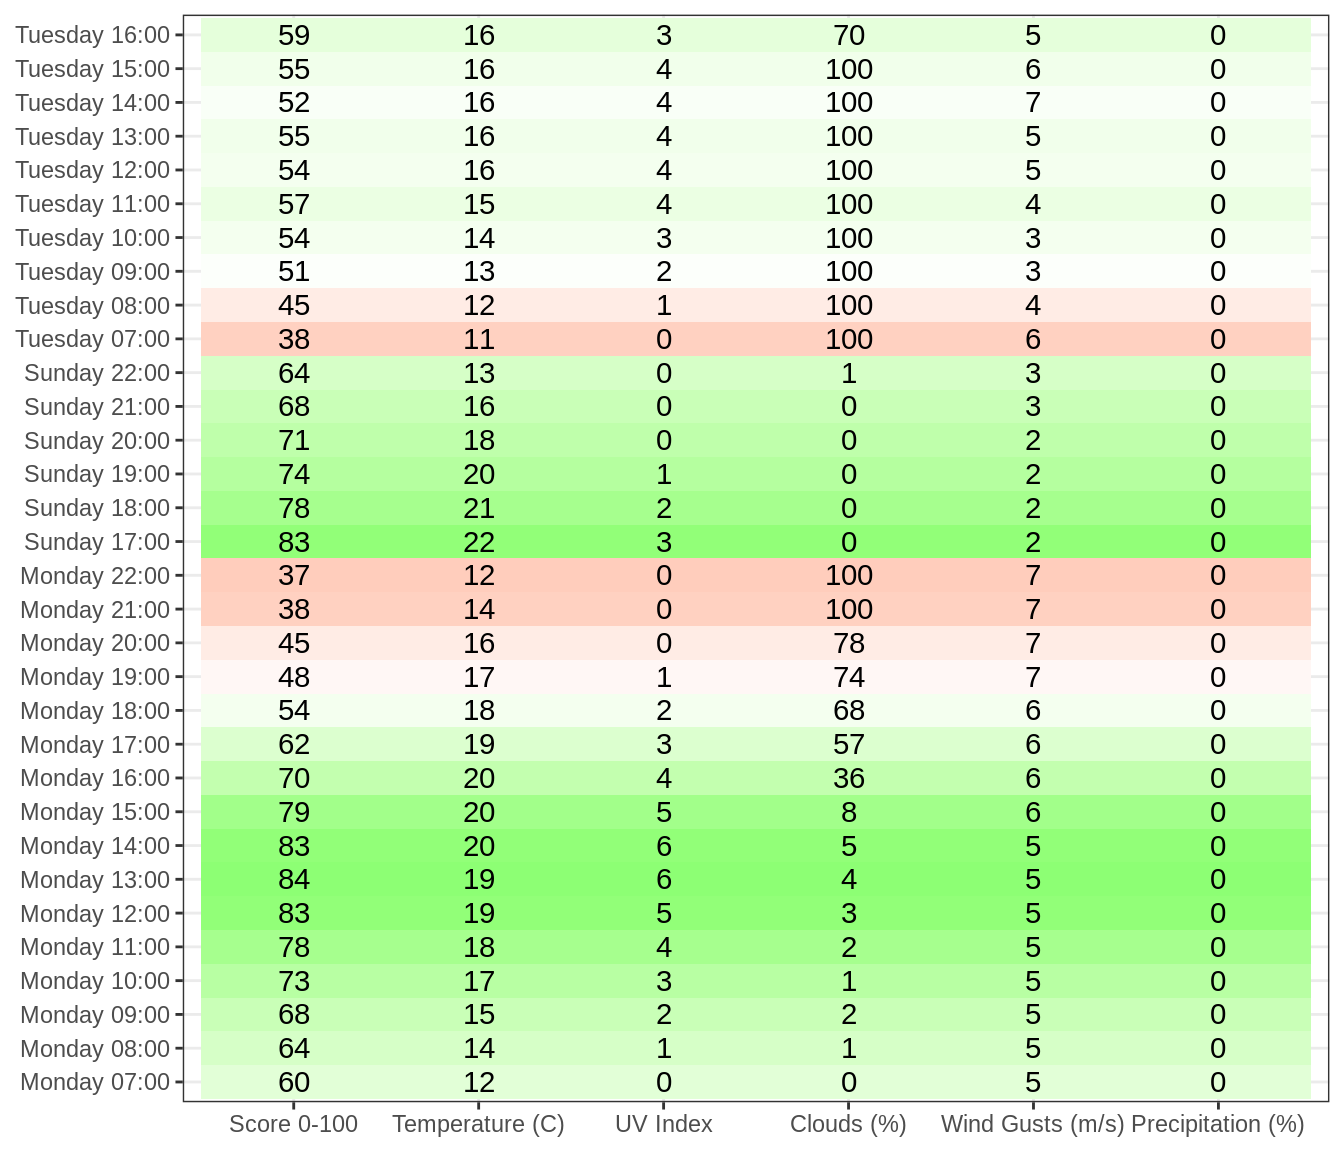 Tuesday 16:00 59 16 3 70 5 0
Tuesday 15:00 55 16 4 100 6 0
Tuesday 14:00 52 16 4 100 7 0
Tuesday 13:00 55 16 4 100 5 0
Tuesday 12:00 54 16 4 100 5 0
Tuesday 11:00 57 15 4 100 4 0
Tuesday 10:00 54 14 3 100 3 0
Tuesday 09:00 51 13 2 100 3 0
Tuesday 08:00 45 12 1 100 4 0
Tuesday 07:00 38 11 0 100 6 0
Sunday 22:00 64 13 0 1 3 0
Sunday 21:00 68 16 0 0 3 0
Sunday 20:00 71 18 0 0 2 0
Sunday 19:00 74 20 1 0 2 0
Sunday 18:00 78 21 2 0 2 0
Sunday 17:00 83 22 3 0 2 0
Monday 22:00 37 12 0 100 7 0
Monday 21:00 38 14 0 100 7 0
Monday 20:00 45 16 0 78 7 0
Monday 19:00 48 17 1 74 7 0
Monday 18:00 54 18 2 68 6 0
Monday 17:00 62 19 3 57 6 0
Monday 16:00 70 20 4 36 6 0
Monday 15:00 79 20 5 8 6 0
Monday 14:00 83 20 6 5 5 0
Monday 13:00 84 19 6 4 5 0
Monday 12:00 83 19 5 3 5 0
Monday 11:00 78 18 4 2 5 0
Monday 10:00 73 17 3 1 5 0
Monday 09:00 68 15 2 2 5 0
Monday 08:00 64 14 1 1 5 0
Monday 07:00 60 12 0 0 5 0
Score 0-100 Temperature (C) UV Index Clouds (%) Wind Gusts (m/s) Precipitation (%)